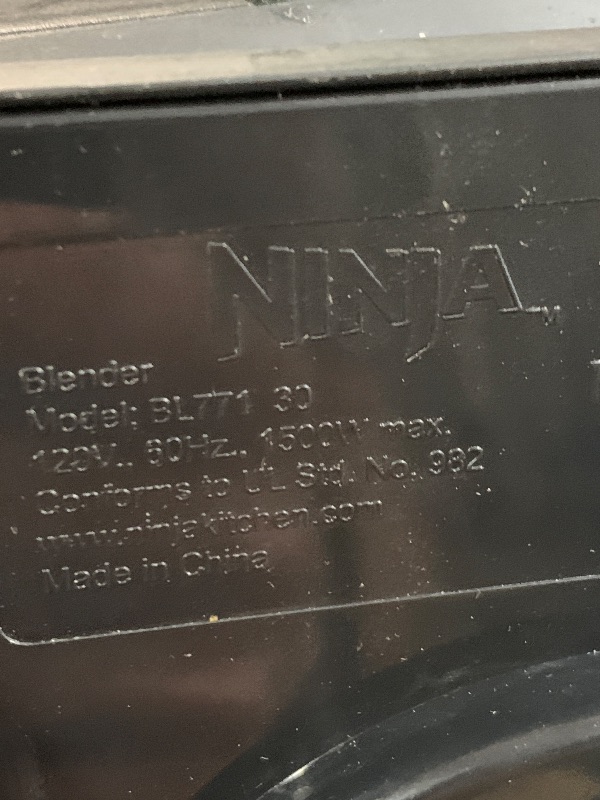 NINJA™
Blender
Model: BL771 30
120V., 60Hz., 1500W max.
Conforms to UL Std. No. 982
www.ninjakitchen.com
Made in China